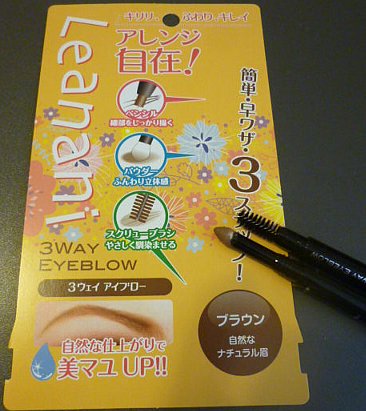 キリリ。ふわり。キレイ
アレンジ
自在!
Leanani
ペンシル
細部をしっかり描く
パウダー
ふんわり立体感
スクリューブラシ
やさしく馴染ませる
簡単・早ワザ・3ステップ!
3WAY
EYEBLOW
3ウェイ アイブロー
ブラウン
自然な
ナチュラル眉
自然な仕上がりで
美マユUP!!
WAY EYEBLOW